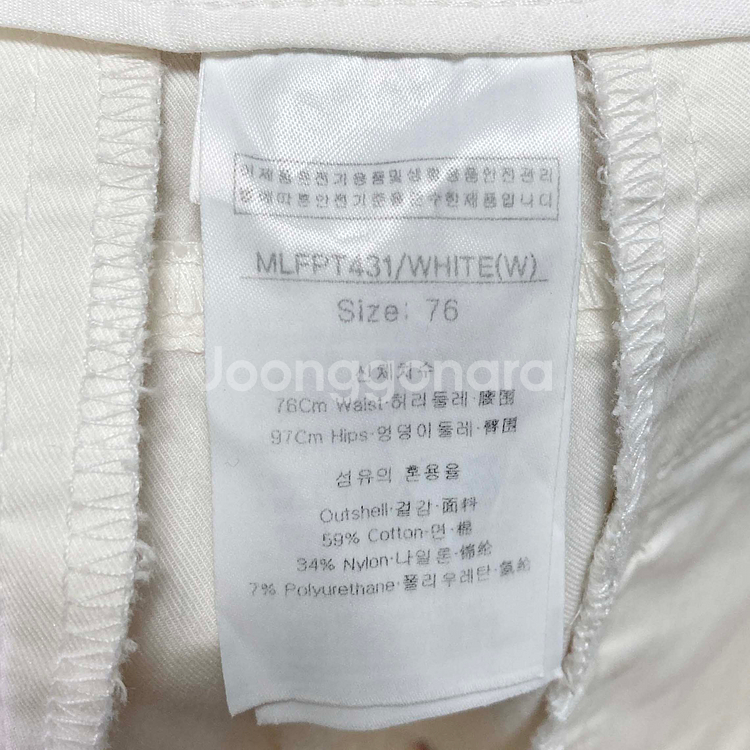 이 제품은 전기용품 및 생활용품 안전관리
법에 따른 안전기준을 준수한 제품입니다
MLFPT431/WHITE(W)
Size: 76
Joonggonara
신체치수
76Cm Waist·허리둘레·腰围
97Cm Hips·엉덩이둘레·臀围
섬유의 혼용율
Outshell·겉감·面料
59% Cotton·면·棉
34% Nylon·나일론·锦纶
7% Polyurethane·폴리우레탄·氨纶